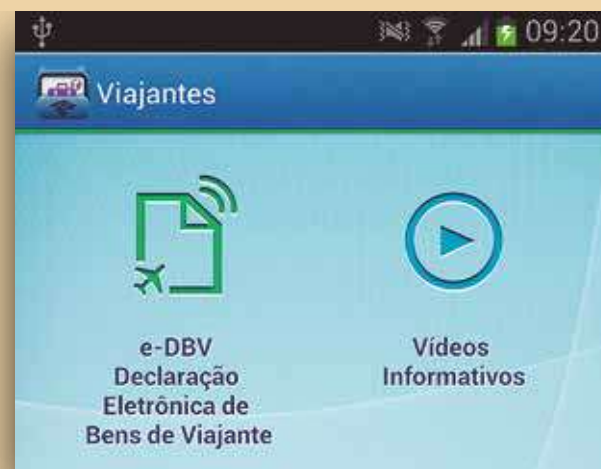 09:20
Viajantes
e-DBV
Declaração
Eletrônica de
Bens de Viajante
Vídeos
Informativos